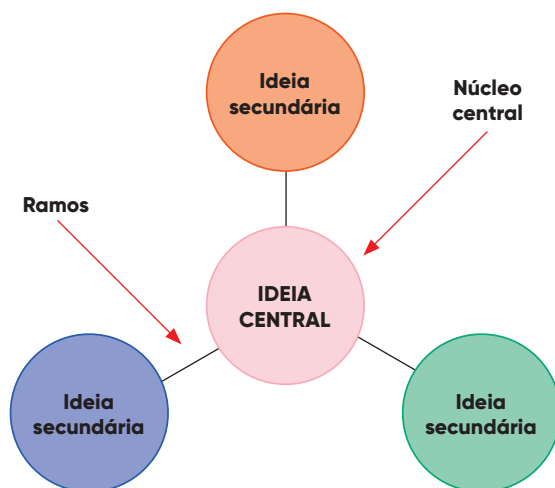 Ideia
secundária
Núcleo
central
Ramos
IDEIA
CENTRAL
Ideia
secundária
Ideia
secundária